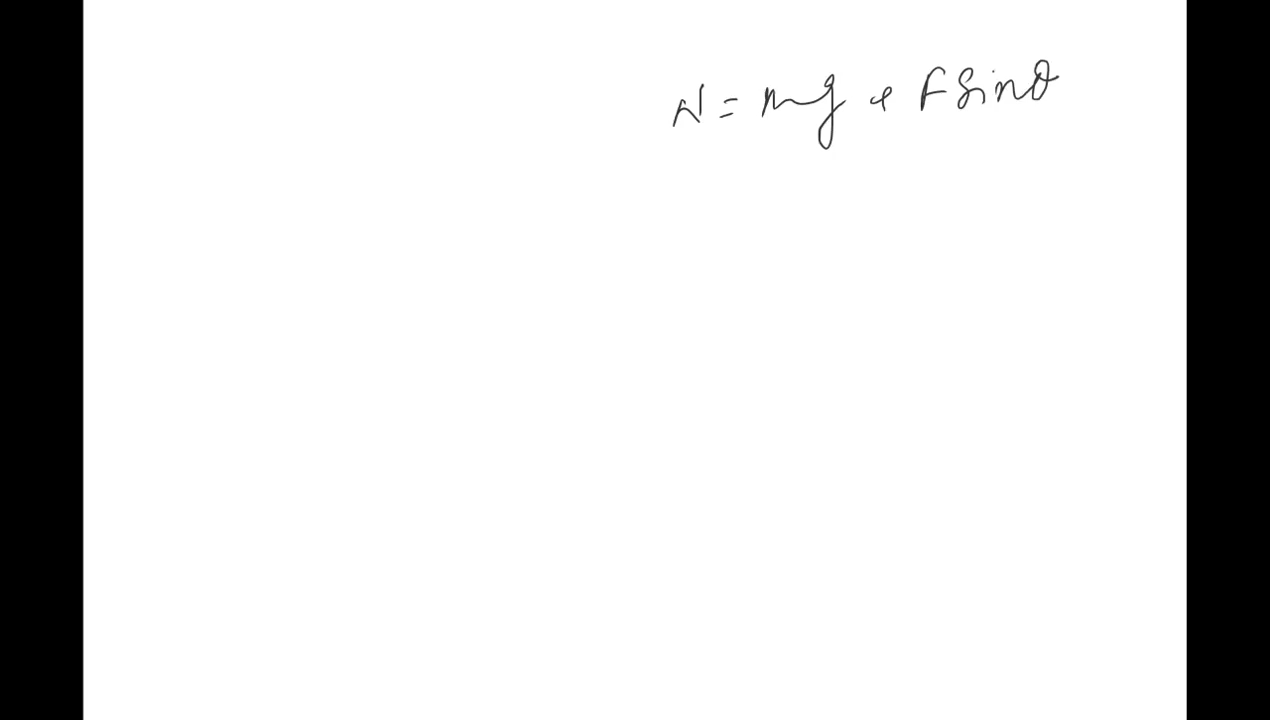 N = mg + F sinθ